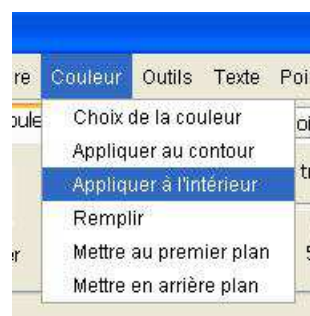 Couleur Outils Texte
Choix de la couleur
Appliquer au contour
Appliquer à l'intérieur
Remplir
Mettre au premier plan
Mettre en arrière plan